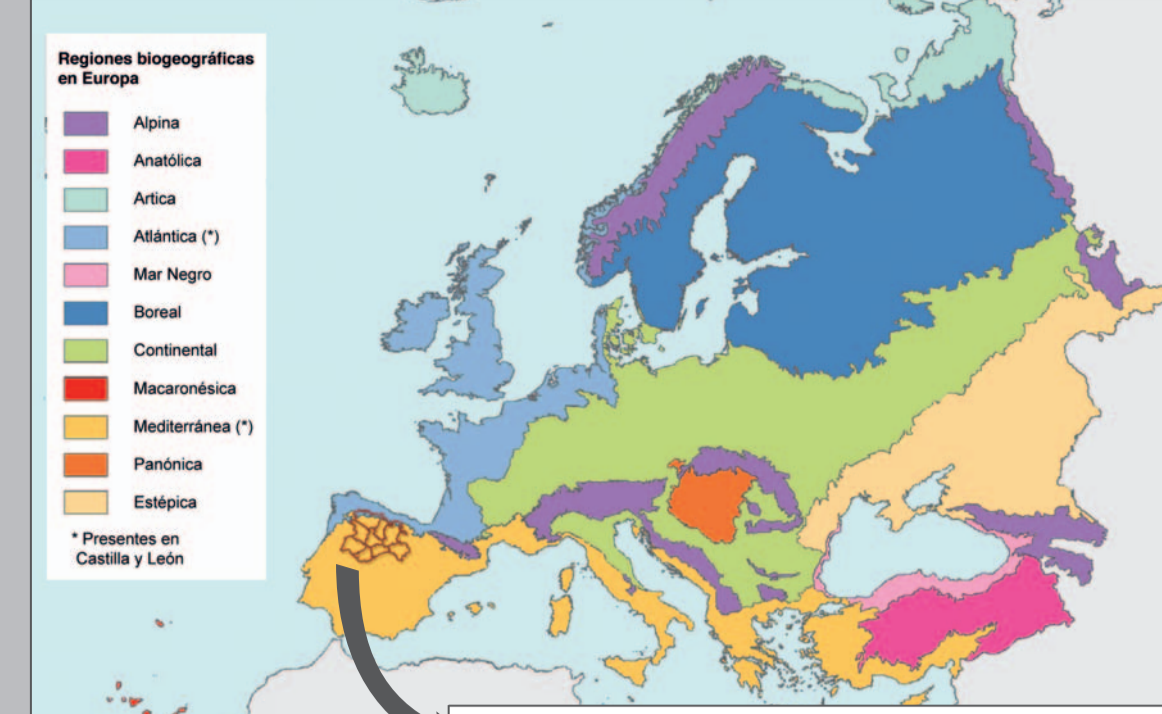 Regiones biogeográficas
en Europa
Alpina
Anatólica
Artica
Atlántica (*)
Mar Negro
Boreal
Continental
Macaronésica
Mediterránea (*)
Panónica
Estépica
* Presentes en
Castilla y León